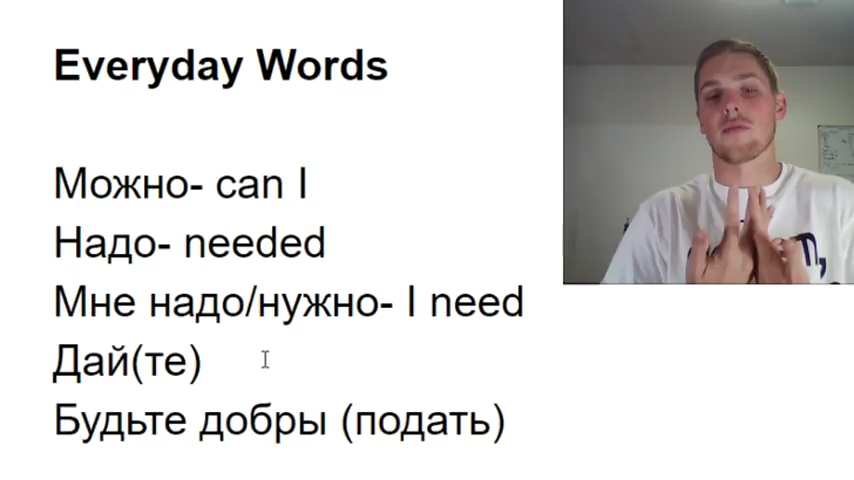 Everyday Words
Можно- can I
Надо- needed
Мне надо/нужно- I need
Дай(те)
Будьте добры (подать)